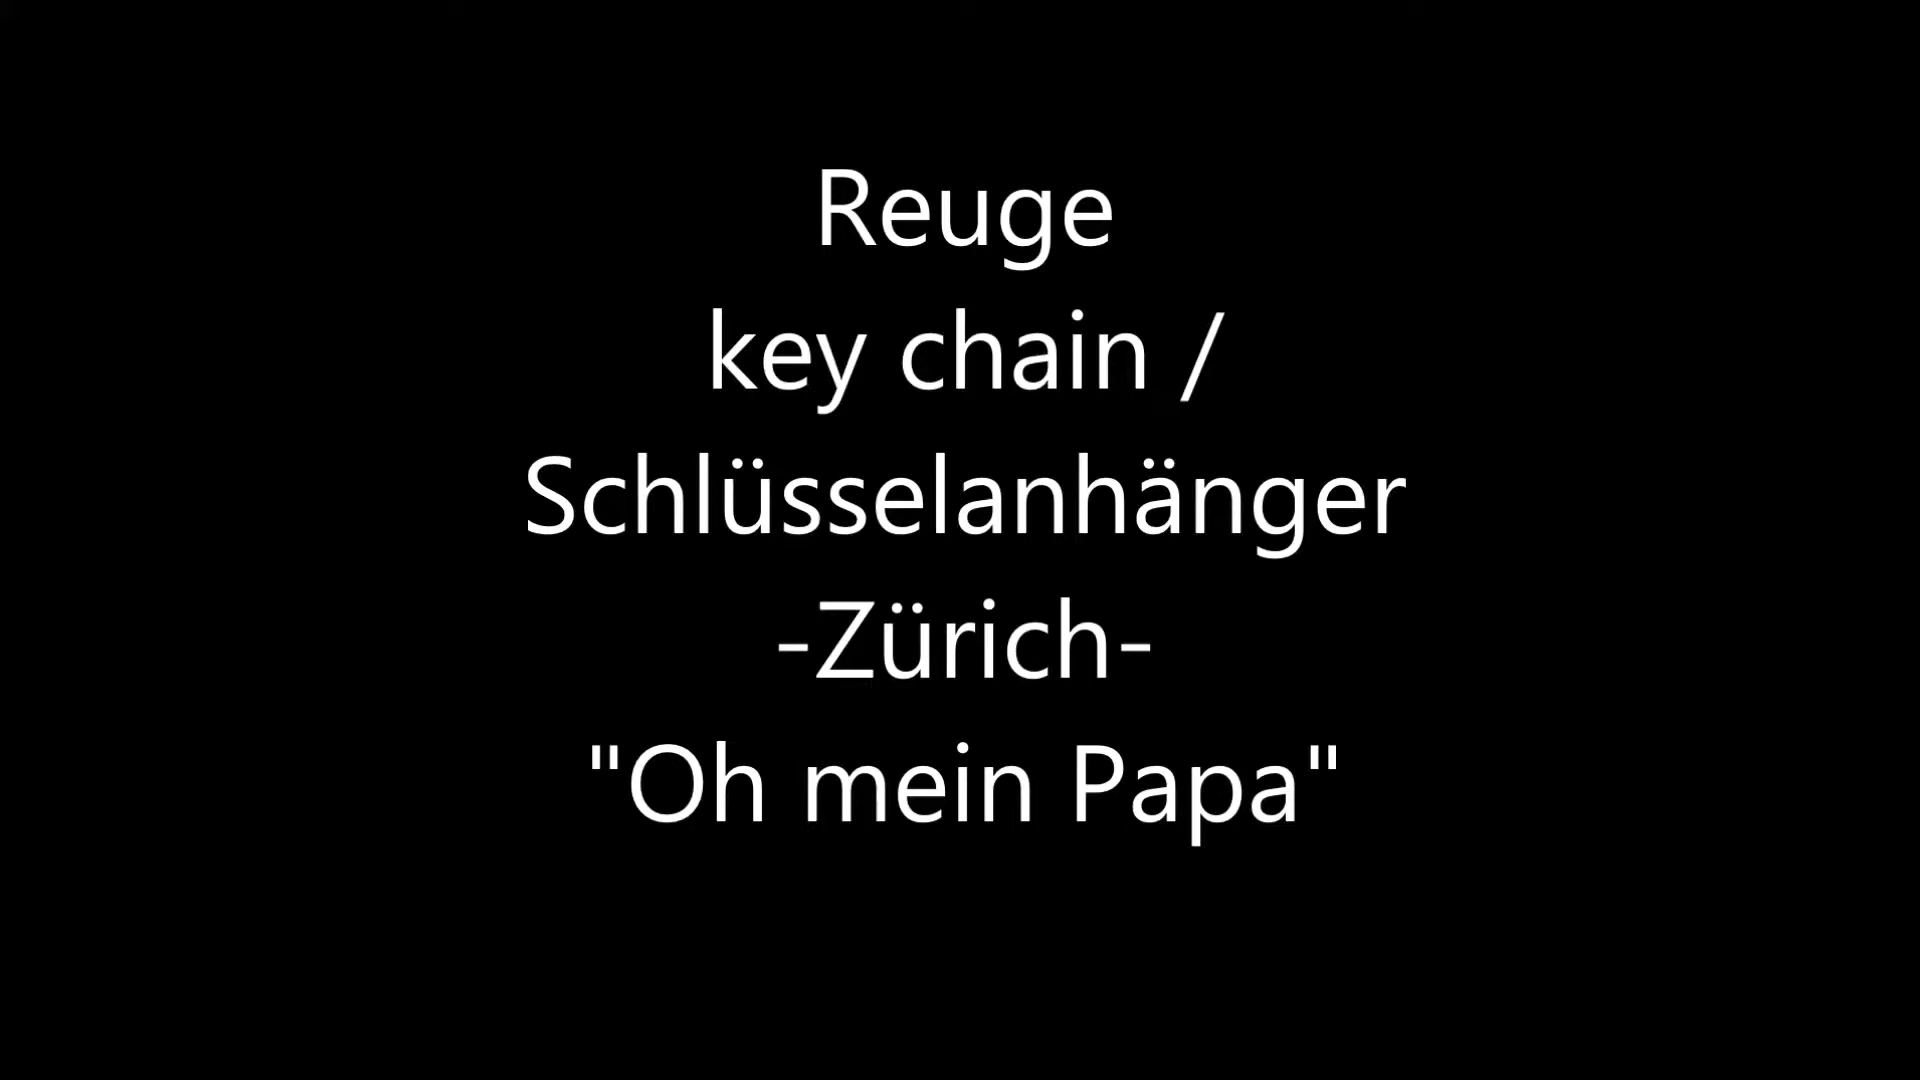 Reuge
key chain /
Schlüsselanhänger
-Zürich-
"Oh mein Papa"